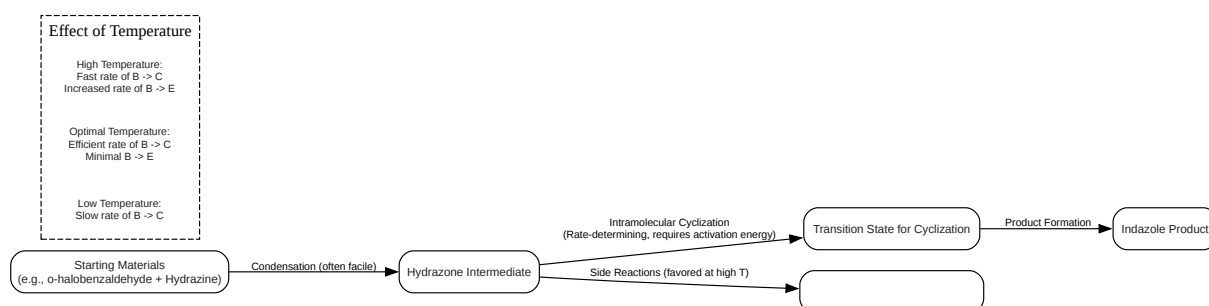 Effect of Temperature
High Temperature:
Fast rate of B -> C
Increased rate of B -> E
Optimal Temperature:
Efficient rate of B -> C
Minimal B -> E
Low Temperature:
Slow rate of B -> C
Starting Materials
(e.g., o-halobenzaldehyde + Hydrazine)
Condensation (often facile)
Hydrazone Intermediate
Intramolecular Cyclization
(Rate-determining, requires activation energy)
Side Reactions (favored at high T)
Transition State for Cyclization
Product Formation
Indazole Product